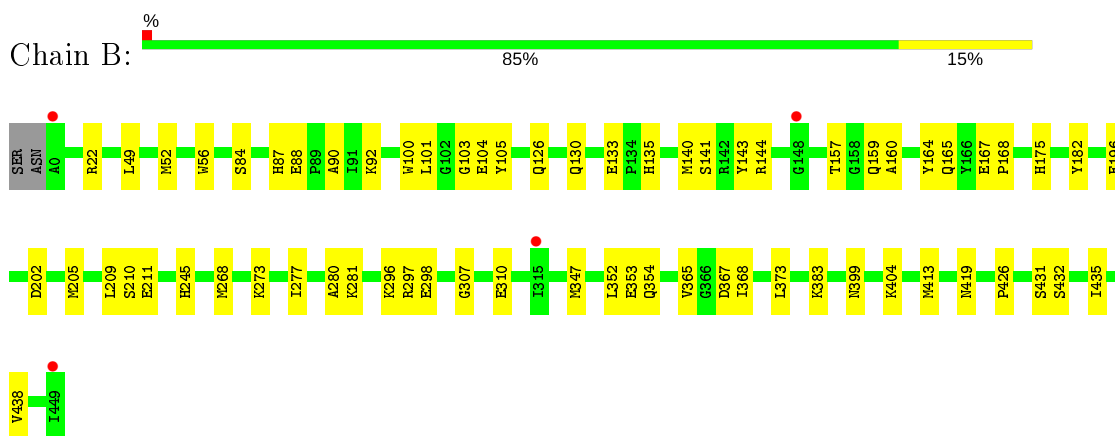 %
Chain B:
85% 15%
SER ASN A0 R22 L49 M52 W56 S84 H87 E88 P89 A90 I91 K92 W100 L101 G102 G103 E104 Y105 Q126 Q130 E133 P134 H135 M140 S141 R142 Y143 R144 G148 T157 G158 Q159 A160 Y164 Q165 Y166 E167 P168 H175 Y182
D202 M205 L209 S210 E211 H245 M268 K273 I277 A280 K281 K296 R297 E298 G307 E310 I315 M347 L352 E353 Q354 V365 G366 D367 I368 L373 K383 N399 K404 M413 N419 P426 S431 S432 I435
V438 I449